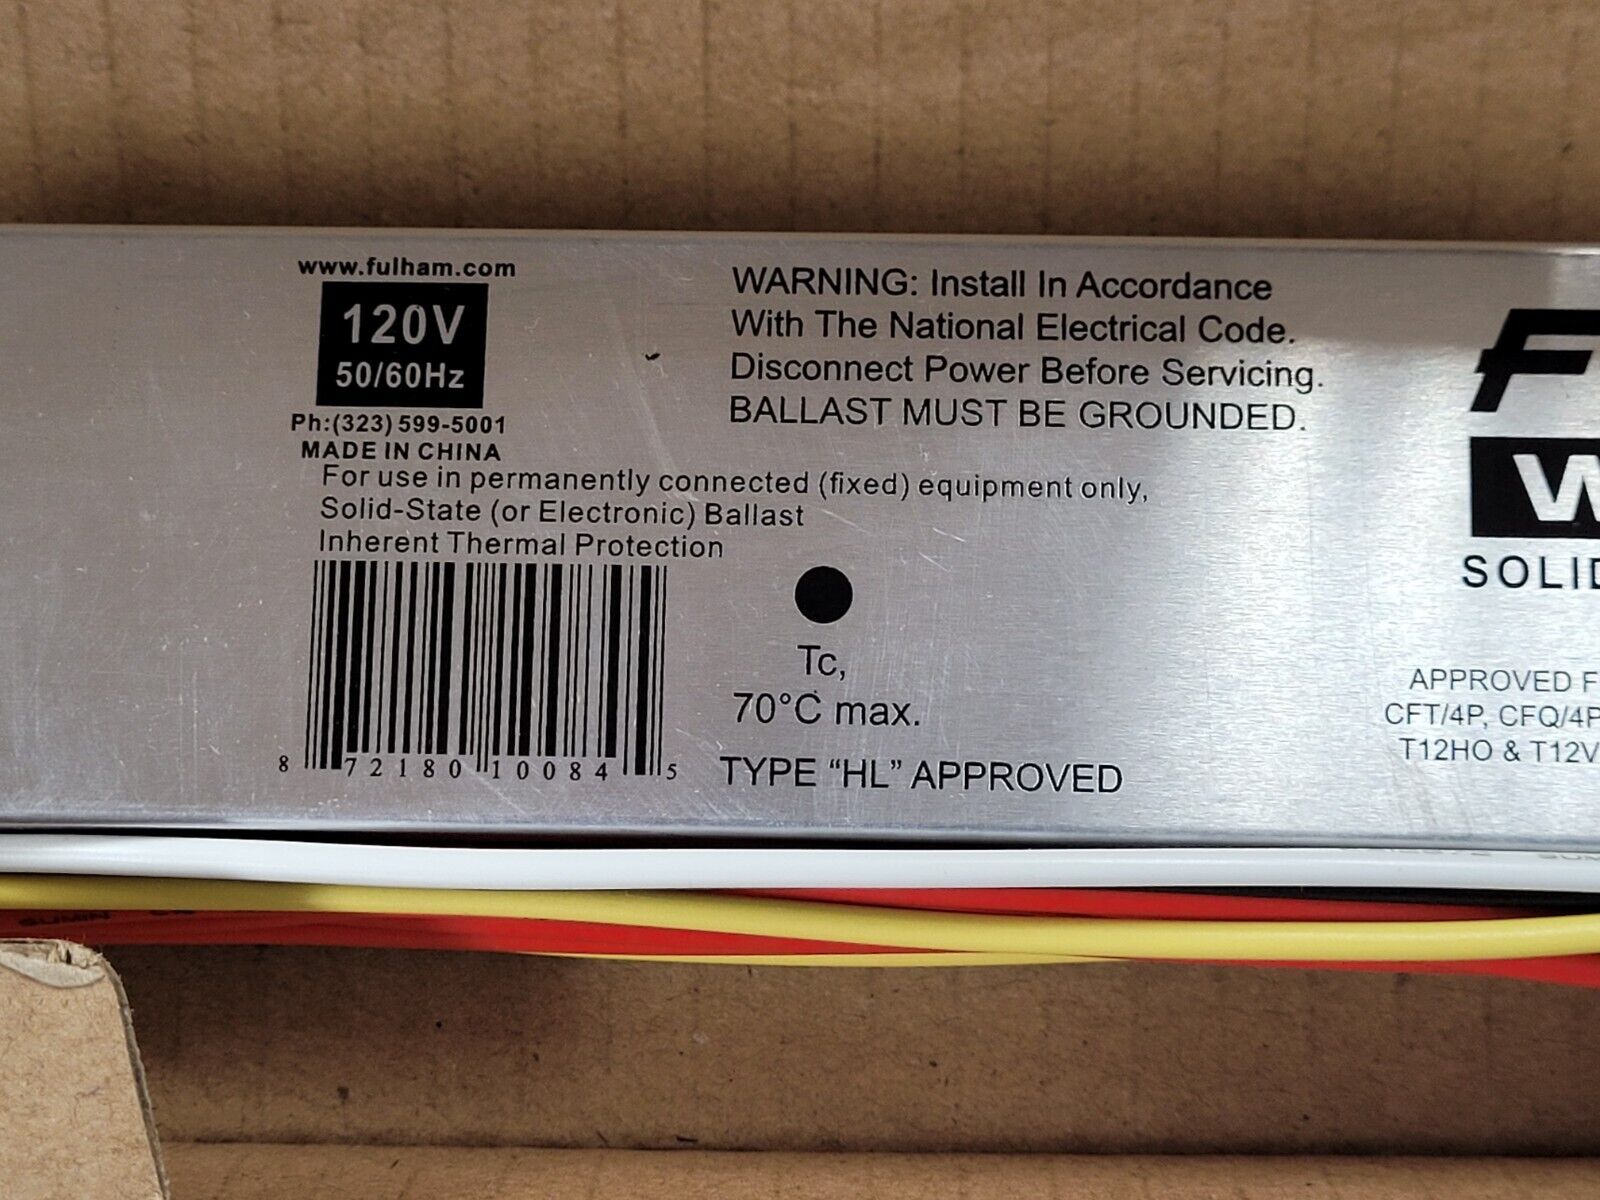 www.fulham.com
120V
50/60Hz
Ph:(323) 599-5001
MADE IN CHINA
For use in permanently connected (fixed) equipment only,
Solid-State (or Electronic) Ballast
Inherent Thermal Protection
8 72180 10084 5
WARNING: Install In Accordance
With The National Electrical Code.
Disconnect Power Before Servicing.
BALLAST MUST BE GROUNDED.
Tc,
70°C max.
TYPE “HL” APPROVED
F
W
SOLID
APPROVED F
CFT/4P, CFQ/4P
T12HO & T12V
SUMIN